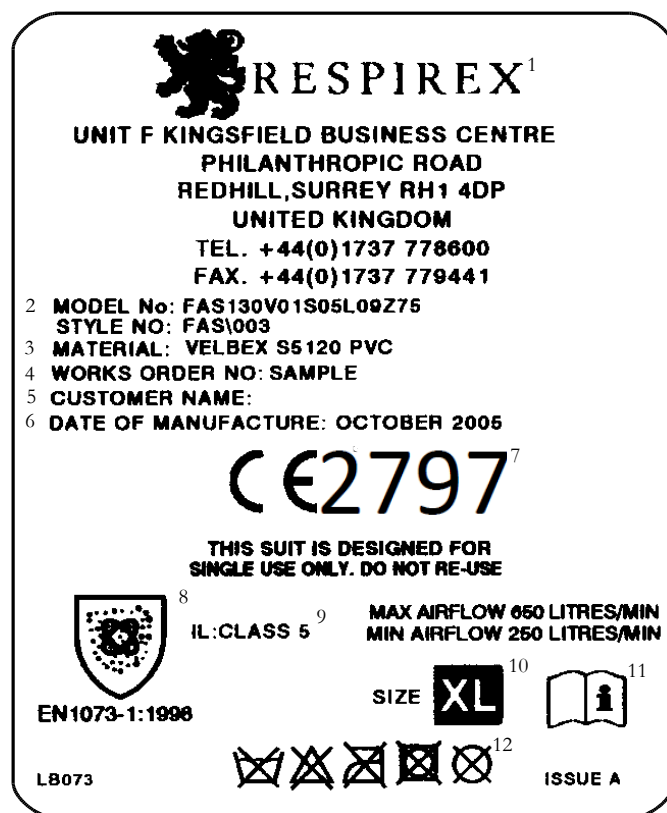 RESPIREX 1
UNIT F KINGSFIELD BUSINESS CENTRE
PHILANTHROPIC ROAD
REDHILL,SURREY RH1 4DP
UNITED KINGDOM
TEL. +44(0)1737 778600
FAX. +44(0)1737 779441
2 MODEL No: FAS130V01S05L09Z75
STYLE NO: FAS\003
3 MATERIAL: VELBEX S5120 PVC
4 WORKS ORDER NO: SAMPLE
5 CUSTOMER NAME:
6 DATE OF MANUFACTURE: OCTOBER 2005
CE2797 7
THIS SUIT IS DESIGNED FOR
SINGLE USE ONLY. DO NOT RE-USE
8
IL:CLASS 5 9
MAX AIRFLOW 650 LITRES/MIN
MIN AIRFLOW 250 LITRES/MIN
EN1073-1:1998
SIZE XL 10
i 11
12
LB073
ISSUE A